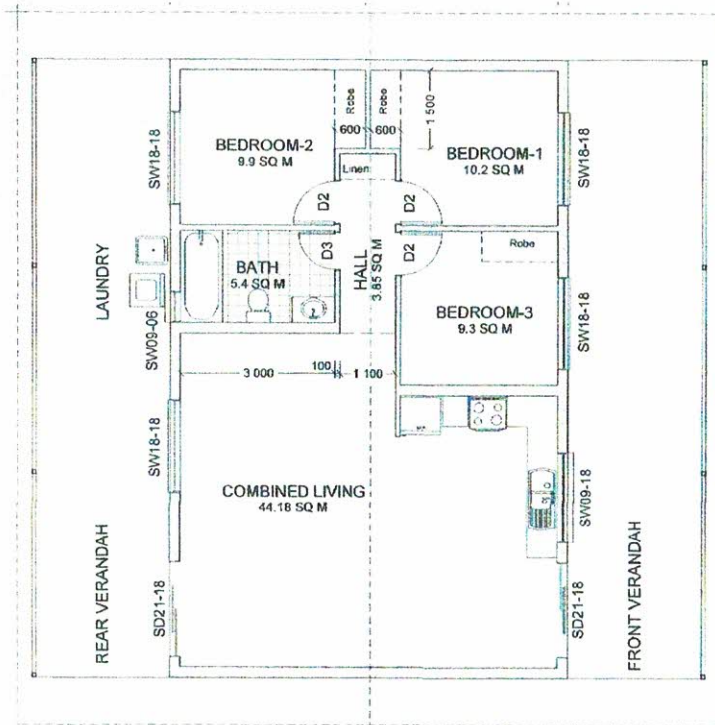 Robe
Robe
600
600
1 500
BEDROOM-2
9.9 SQ M
BEDROOM-1
10.2 SQ M
SW18-18
SW18-18
Linen
D2
D2
D3
D2
LAUNDRY
BATH
5.4 SQ M
HALL
3.85 SQ M
Robe
BEDROOM-3
9.3 SQ M
SW09-06
SW18-18
3 000
100
1 100
SW18-18
COMBINED LIVING
44.18 SQ M
SW09-18
REAR VERANDAH
SD21-18
SD21-18
FRONT VERANDAH